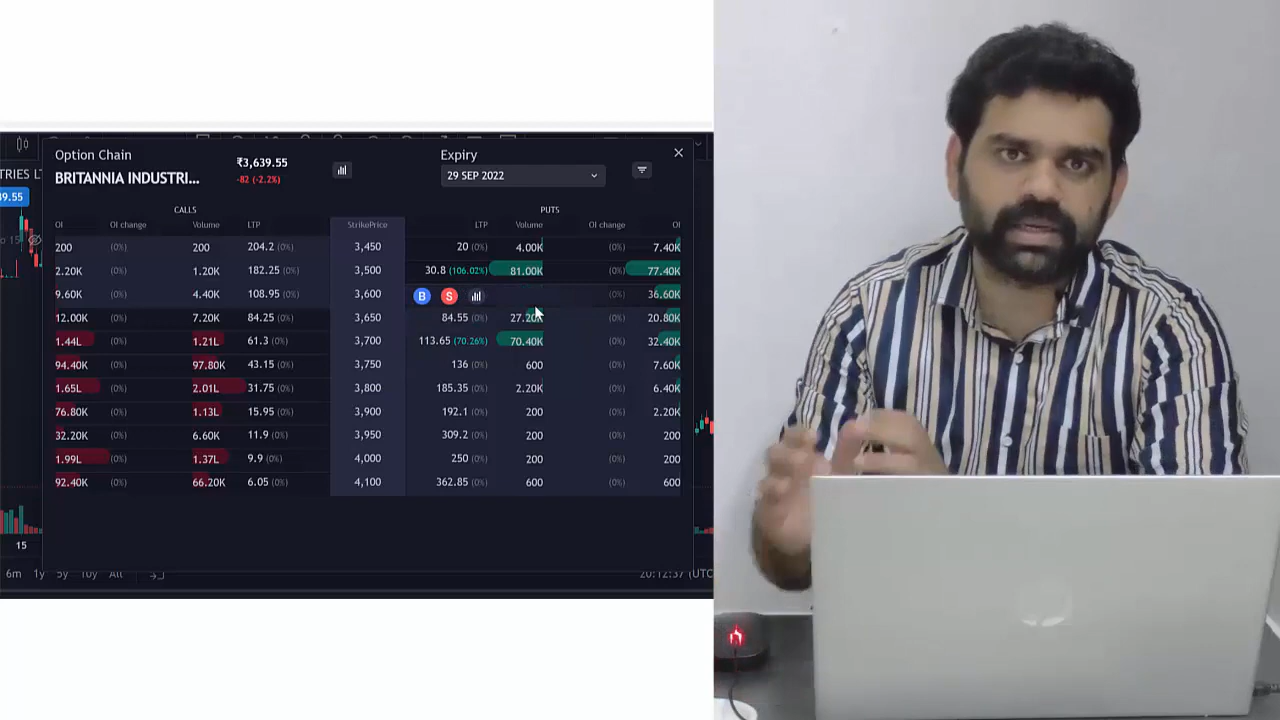 TRIES L
Option Chain
₹3,639.55
Expiry
BRITANNIA INDUSTRI...
-82 (-2.2%)
29 SEP 2022
49.55
CALLS
PUTS
OI OI change Volume LTP StrikePrice LTP Volume OI change OI
200 (0%) 200 204.2 (0%) 3,450 20 (0%) 4.00K (0%) 7.40K
2.20K (0%) 1.20K 182.25 (0%) 3,500 30.8 (106.02%) 81.00K (0%) 77.40K
9.60K (0%) 4.40K 108.95 (0%) 3,600 B S (0%) 36.60K
12.00K (0%) 7.20K 84.25 (0%) 3,650 84.55 (0%) 27.20K (0%) 20.80K
1.44L (0%) 1.21L 61.3 (0%) 3,700 113.65 (70.26%) 70.40K (0%) 32.40K
94.40K (0%) 97.80K 43.15 (0%) 3,750 136 (0%) 600 (0%) 7.60K
1.65L (0%) 2.01L 31.75 (0%) 3,800 185.35 (0%) 2.20K (0%) 6.40K
76.80K (0%) 1.13L 15.95 (0%) 3,900 192.1 (0%) 200 (0%) 2.20K
32.20K (0%) 6.60K 11.9 (0%) 3,950 309.2 (0%) 200 (0%) 200
1.99L (0%) 1.37L 9.9 (0%) 4,000 250 (0%) 200 (0%) 200
92.40K (0%) 66.20K 6.05 (0%) 4,100 362.85 (0%) 600 (0%) 600
15
6m 1y 5y 10y All 20:12:37 (UTC